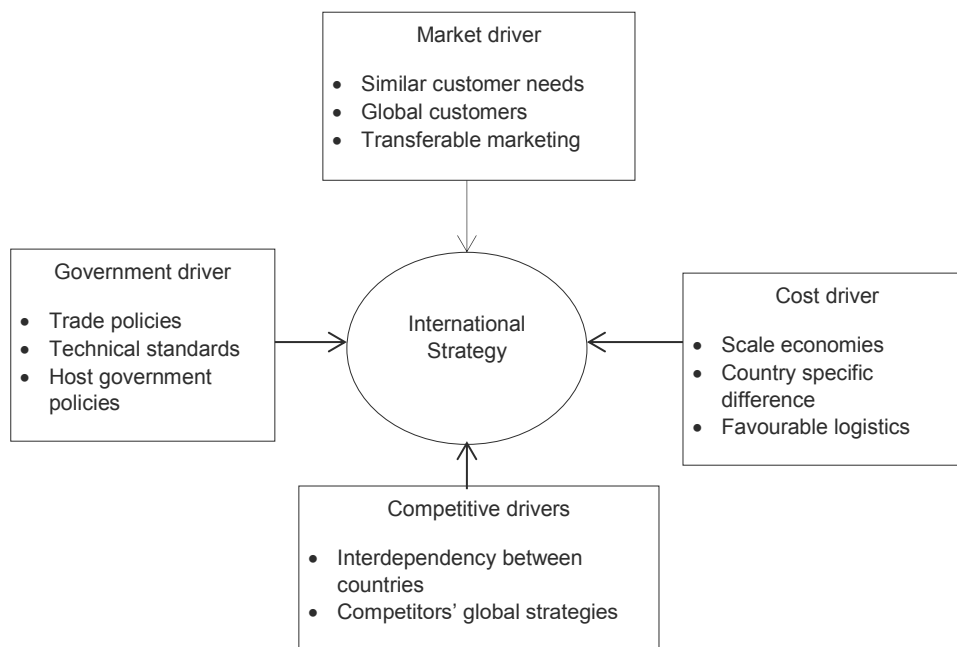 Market driver
• Similar customer needs
• Global customers
• Transferable marketing
Government driver
• Trade policies
• Technical standards
• Host government
policies
International
Strategy
Cost driver
• Scale economies
• Country specific
difference
• Favourable logistics
Competitive drivers
• Interdependency between
countries
• Competitors’ global strategies